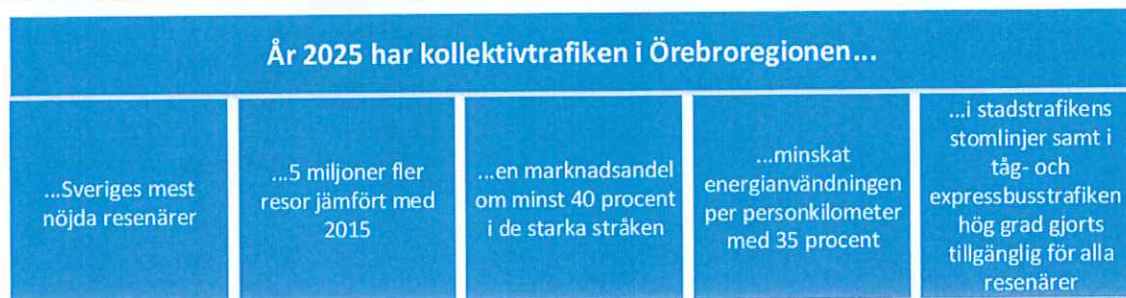 År 2025 har kollektivtrafiken i Örebroregionen...
...Sveriges mest
nöjda resenärer
...5 miljoner fler
resor jämfört med
2015
...en marknadsandel
om minst 40 procent
i de starka stråken
...minskat
energianvändningen
per personkilometer
med 35 procent
...i stadstrafikens
stomlinjer samt i
tåg- och
expressbusstrafiken
hög grad gjorts
tillgänglig för alla
resenärer